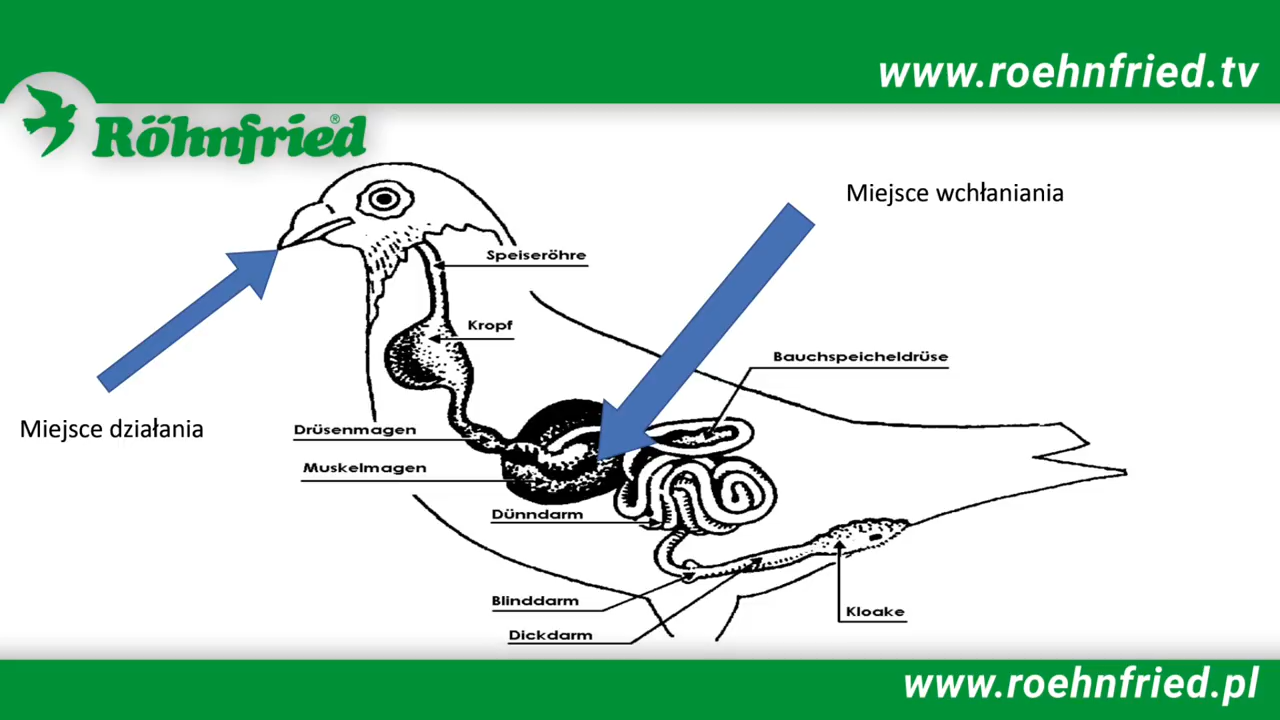 www.roehnfried.tv
Röhnfried®
Miejsce wchłaniania
Speiseröhre
Kropf
Bauchspeicheldrüse
Miejsce działania
Drüsenmagen
Muskelmagen
Dünndarm
Blinddarm
Kloake
Dickdarm
www.roehnfried.pl